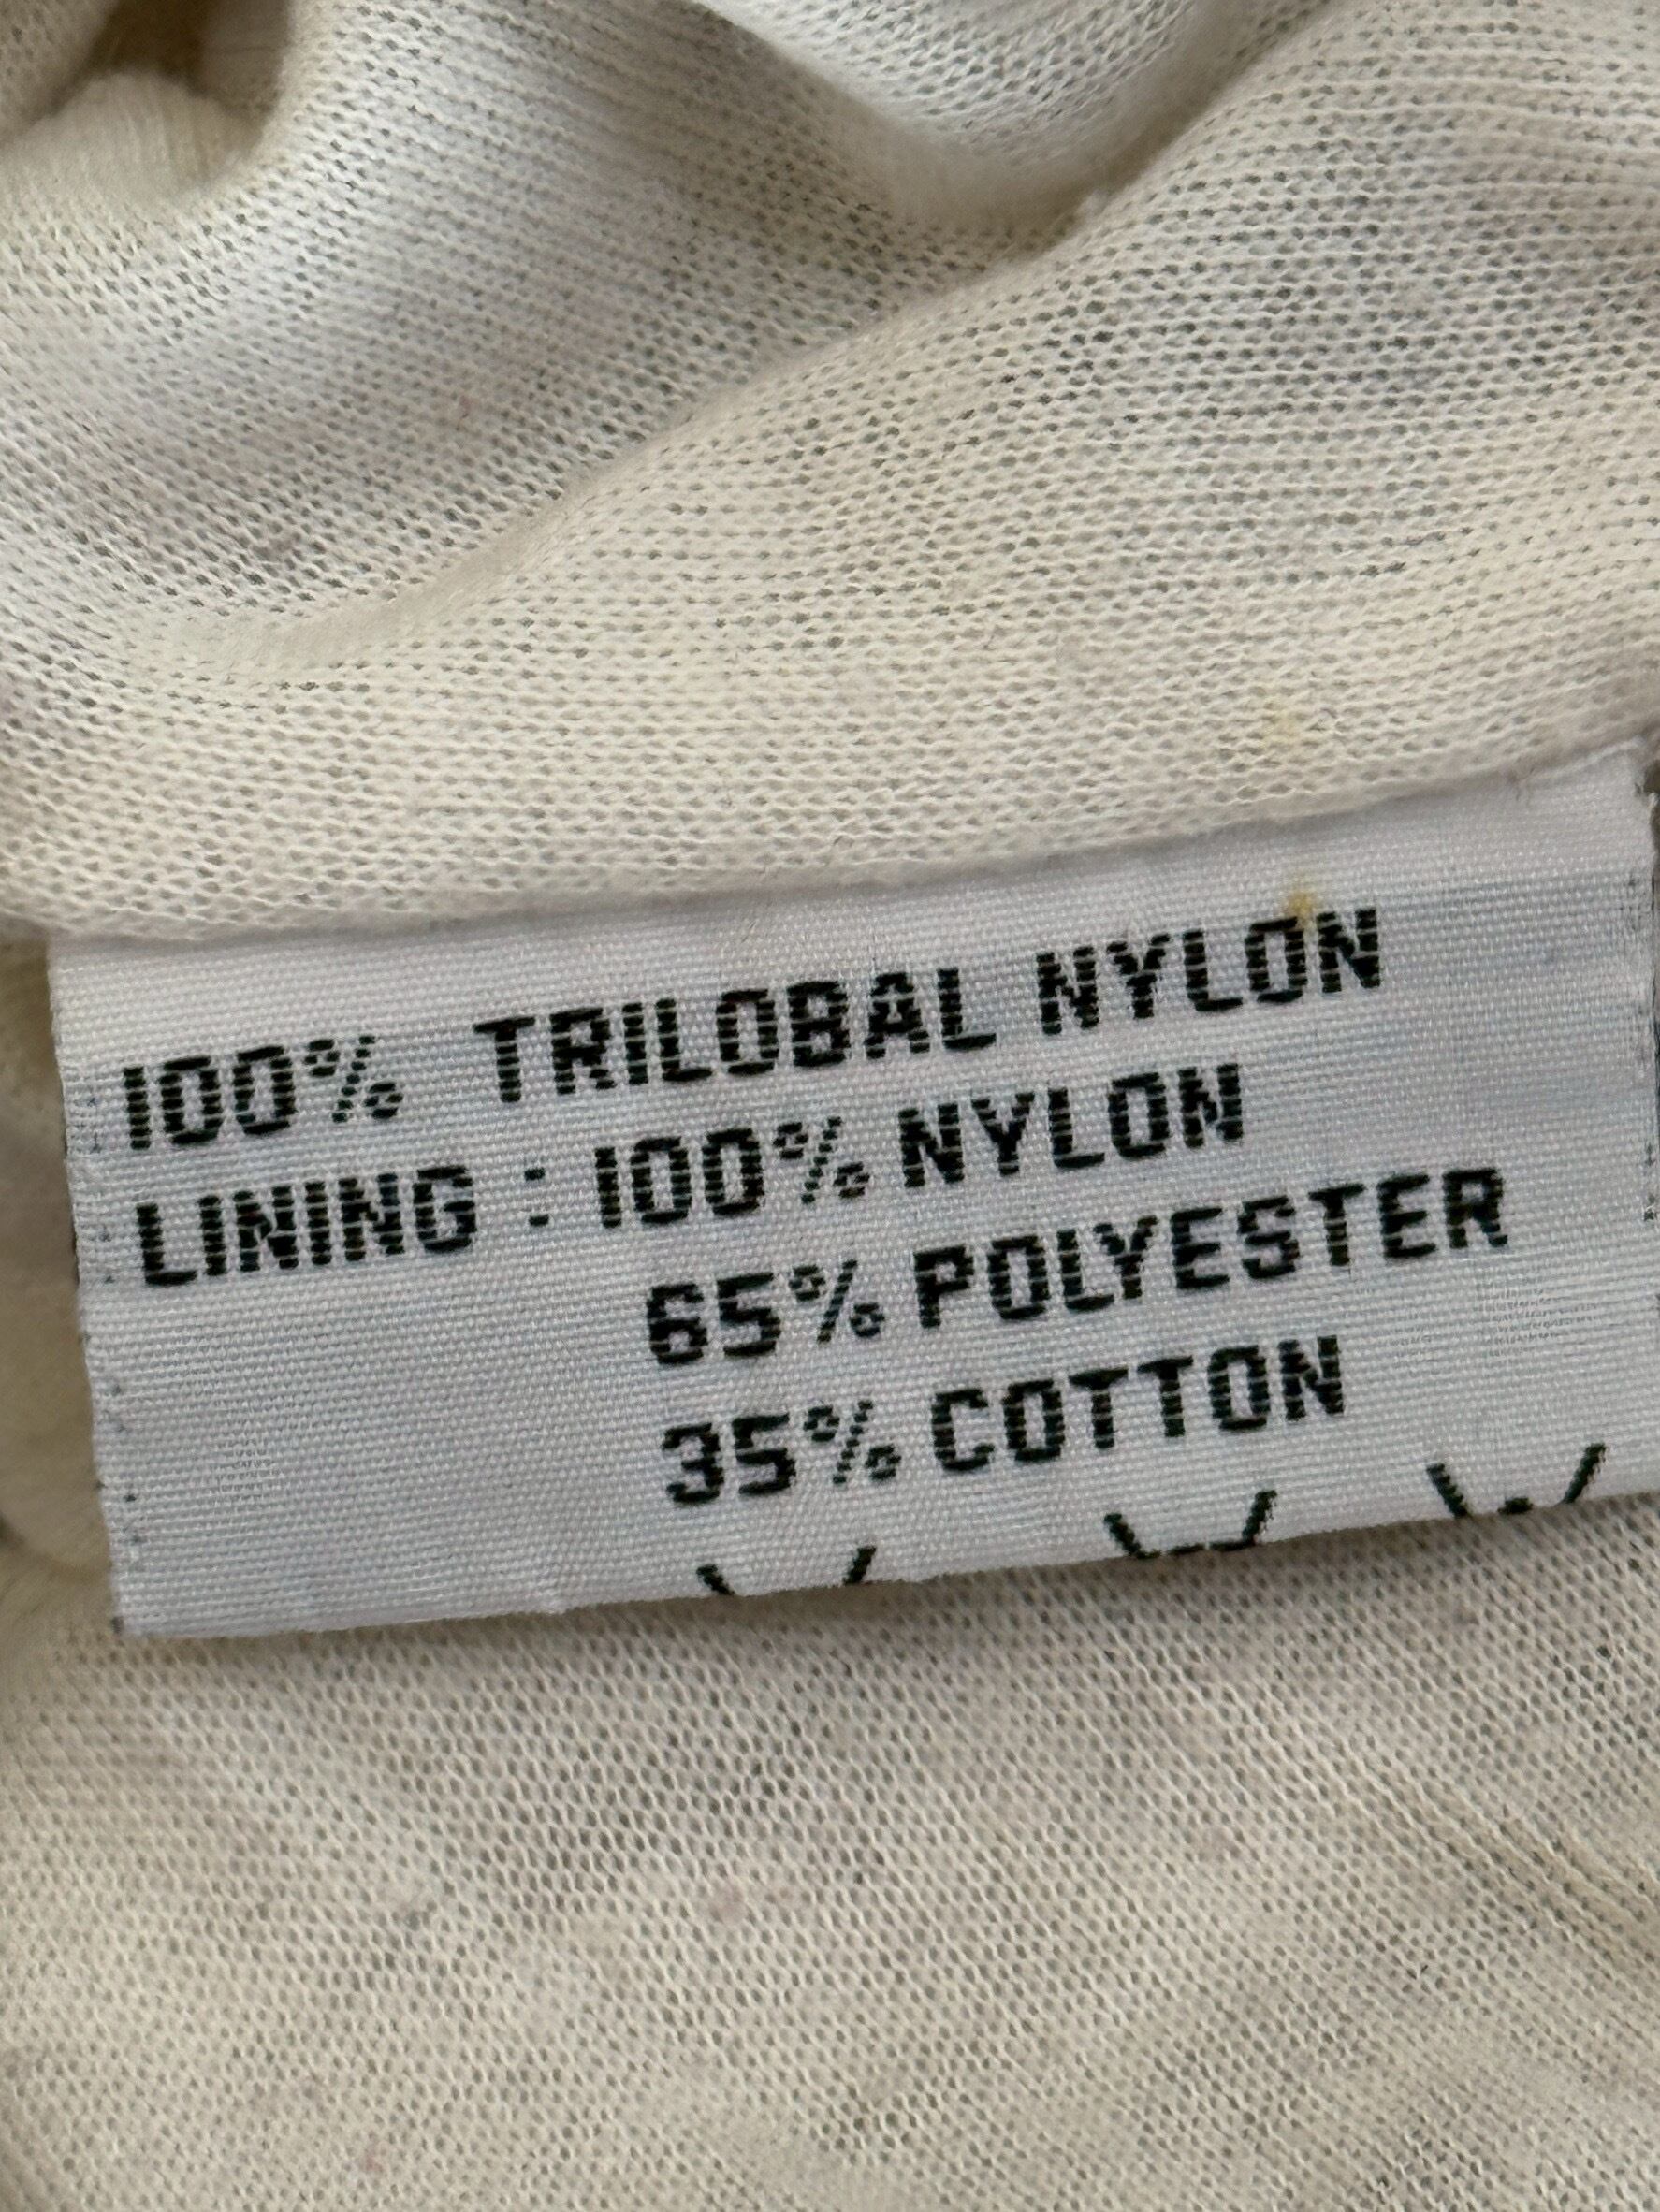 100% TRILOBAL NYLON
LINING : 100% NYLON
65% POLYESTER
35% COTTON